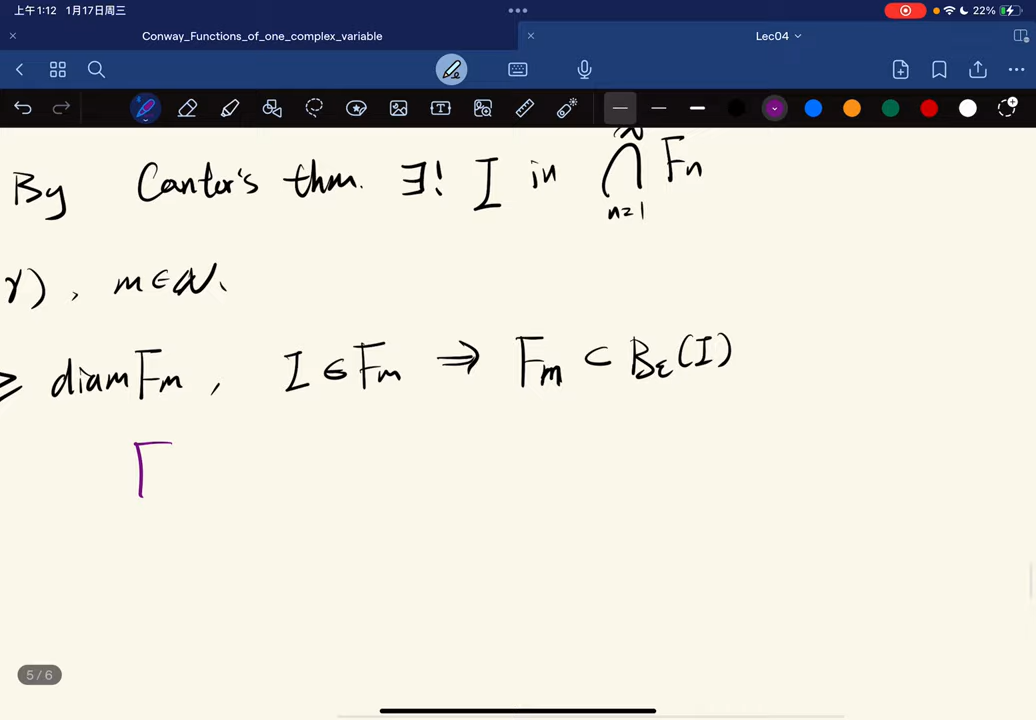 上午1:12 1月17日周三
22%
Conway_Functions_of_one_complex_variable
Lec04
By Cantor's thm. ∃! I in ⋂ₙ₌₁^∞ Fn
γ), m∈ℕ.
≥ diam Fm, I ∈ Fm ⇒ Fm ⊂ Bε(I)
Γ
5 / 6